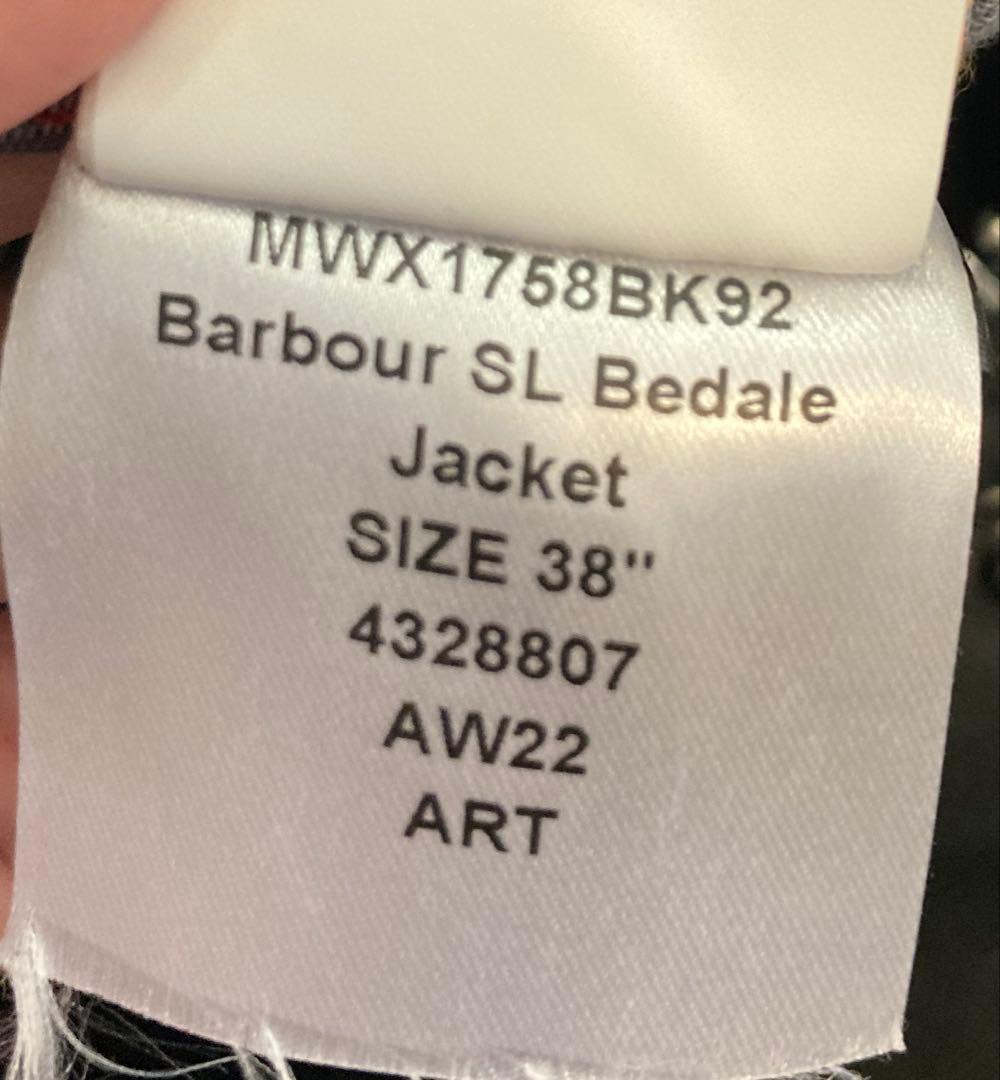 MWX1758BK92
Barbour SL Bedale
Jacket
SIZE 38"
4328807
AW22
ART